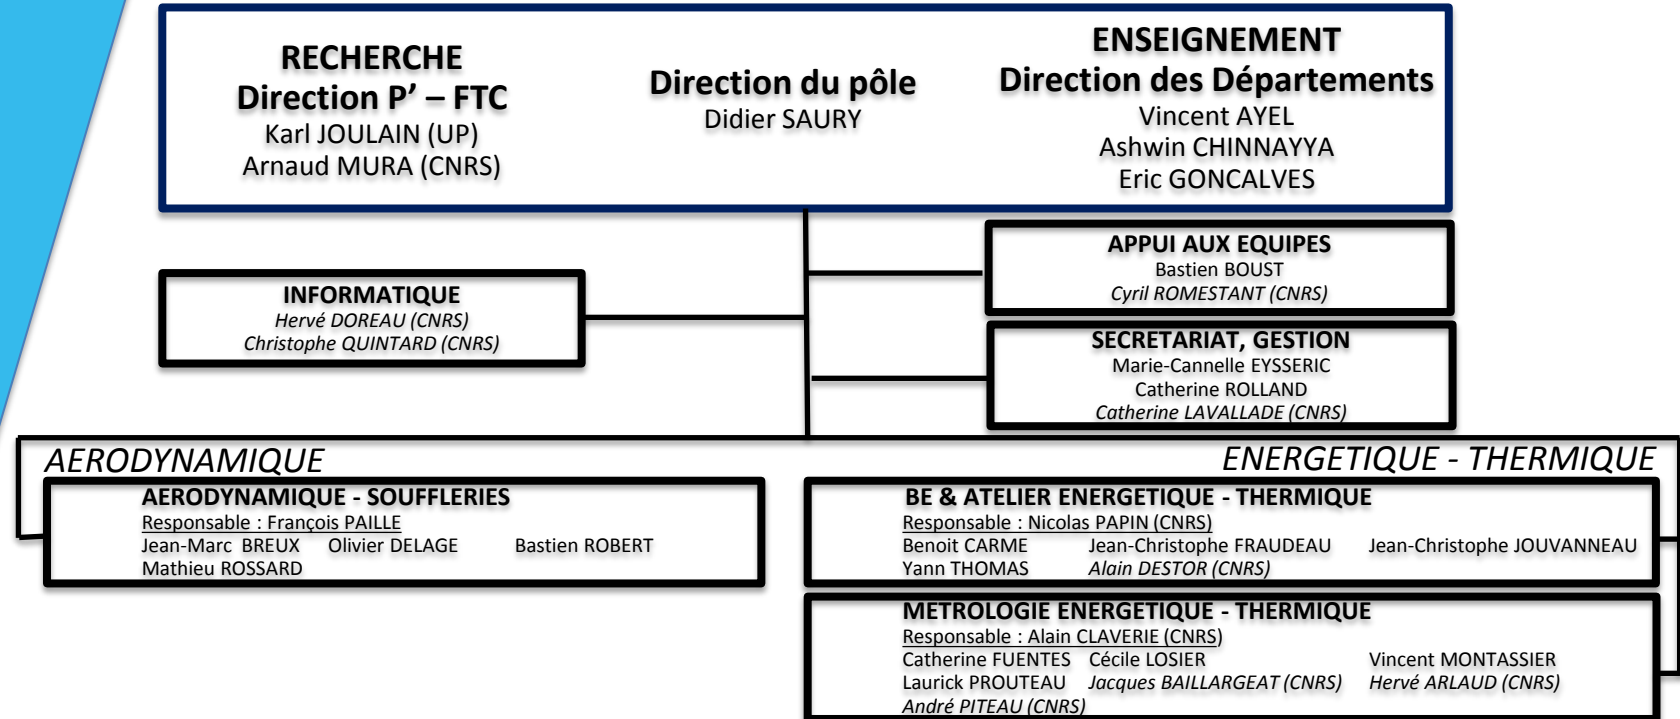 RECHERCHE
Direction P’ – FTC
Karl JOULAIN (UP)
Arnaud MURA (CNRS)
Direction du pôle
Didier SAURY
ENSEIGNEMENT
Direction des Départements
Vincent AYEL
Ashwin CHINNAYYA
Eric GONCALVES
INFORMATIQUE
Hervé DOREAU (CNRS)
Christophe QUINTARD (CNRS)
APPUI AUX EQUIPES
Bastien BOUST
Cyril ROMESTANT (CNRS)
SECRETARIAT, GESTION
Marie-Cannelle EYSSERIC
Catherine ROLLAND
Catherine LAVALLADE (CNRS)
AERODYNAMIQUE
AERODYNAMIQUE - SOUFFLERIES
Responsable : François PAILLE
Jean-Marc BREUX Olivier DELAGE Bastien ROBERT
Mathieu ROSSARD
ENERGETIQUE - THERMIQUE
BE & ATELIER ENERGETIQUE - THERMIQUE
Responsable : Nicolas PAPIN (CNRS)
Benoit CARME Jean-Christophe FRAUDEAU Jean-Christophe JOUVANNEAU
Yann THOMAS Alain DESTOR (CNRS)
METROLOGIE ENERGETIQUE - THERMIQUE
Responsable : Alain CLAVERIE (CNRS)
Catherine FUENTES Cécile LOSIER Vincent MONTASSIER
Laurick PROUTEAU Jacques BAILLARGEAT (CNRS) Hervé ARLAUD (CNRS)
André PITEAU (CNRS)